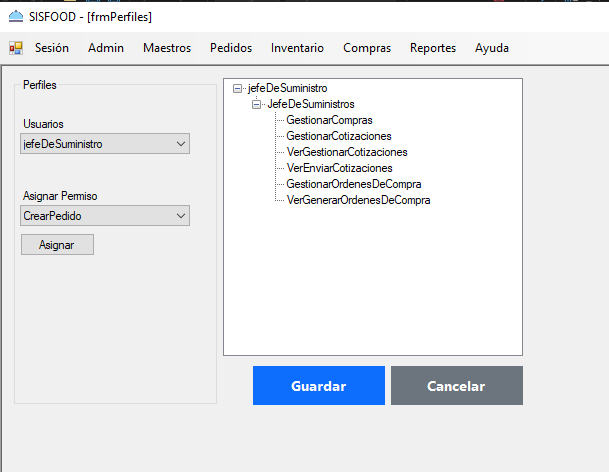 SISFOOD - [frmPerfiles]
Sesión Admin Maestros Pedidos Inventario Compras Reportes Ayuda
Perfiles
Usuarios
jefeDeSuministro
Asignar Permiso
CrearPedido
Asignar
jefeDeSuministro
JefeDeSuministros
GestionarCompras
GestionarCotizaciones
VerGestionarCotizaciones
VerEnviarCotizaciones
GestionarOrdenesDeCompra
VerGenerarOrdenesDeCompra
Guardar Cancelar